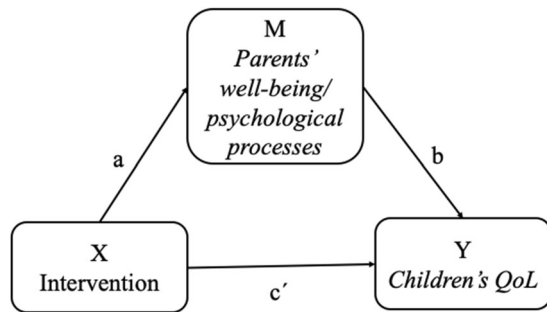 M
Parents’
well-being/
psychological
processes
a
b
X
Intervention
Y
Children’s QoL
c´